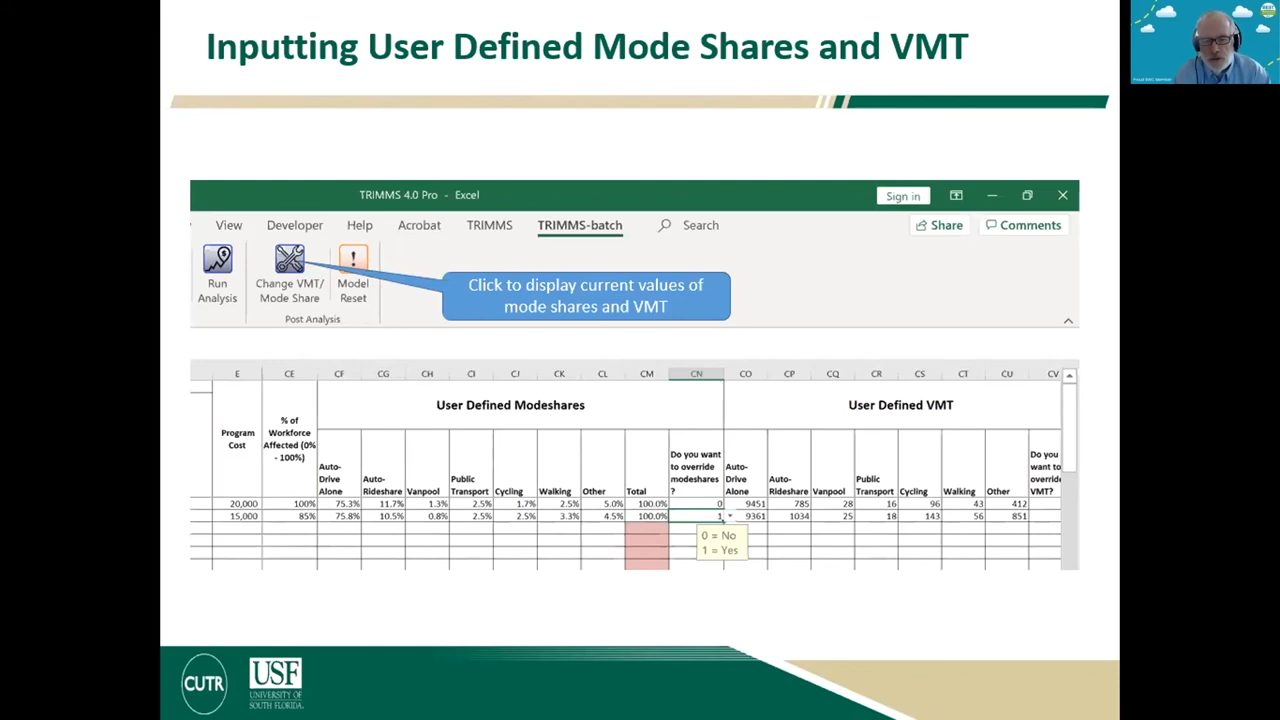 Inputting User Defined Mode Shares and VMT
TRIMMS 4.0 Pro - Excel
Sign in
View Developer Help Acrobat TRIMMS TRIMMS-batch Search Share Comments
Run Analysis
Change VMT/ Mode Share
Model Reset
Post Analysis
Click to display current values of
mode shares and VMT
E CE CF CG CH CI CJ CK CL CM CN CO CP CQ CR CS CT CU CV
User Defined Modeshares User Defined VMT
Program Cost
% of Workforce Affected (0% - 100%)
Auto-Drive Alone
Auto-Rideshare
Vanpool
Public Transport
Cycling
Walking
Other
Total
Do you want to override modeshares ?
Auto-Drive Alone
Auto-Rideshare
Vanpool
Public Transport
Cycling
Walking
Other
Do you want to override VMT?
20,000 100% 75.3% 11.7% 1.3% 2.5% 1.7% 2.5% 5.0% 100.0% 0 9451 785 28 16 96 43 412
15,000 85% 75.8% 10.5% 0.8% 2.5% 2.5% 3.3% 4.5% 100.0% 1 9361 1034 25 18 143 56 851
0 = No
1 = Yes
CUTR
USF
UNIVERSITY OF
SOUTH FLORIDA